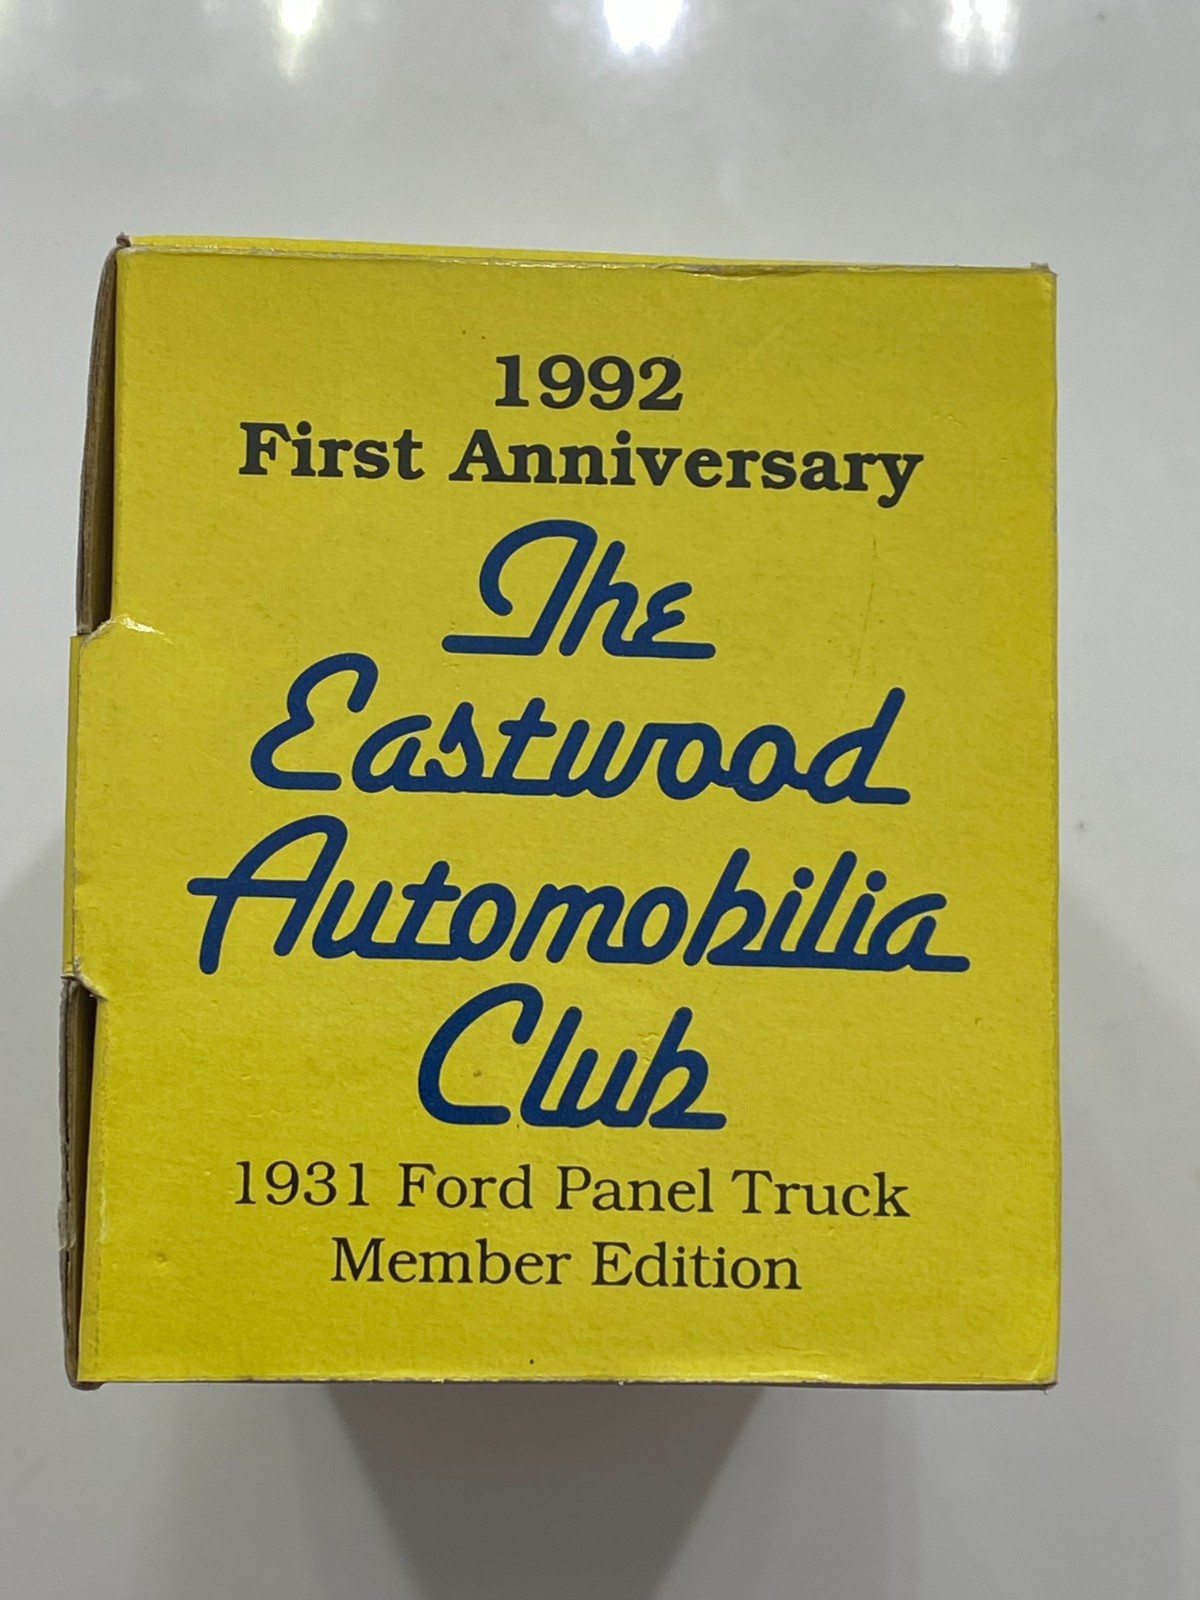 1992
First Anniversary
The
Eastwood
Automobilia
Club
1931 Ford Panel Truck
Member Edition